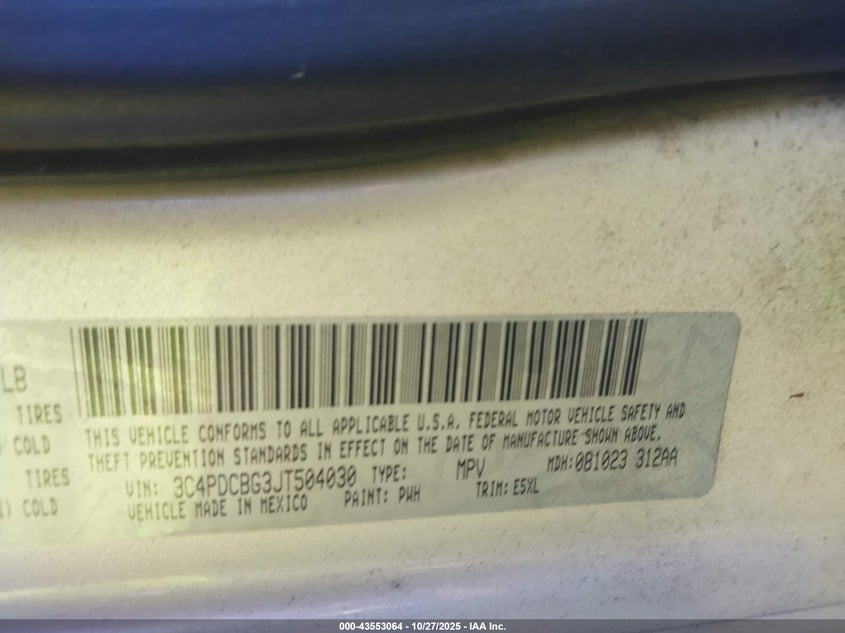 LB
TIRES
COLD
TIRES
COLD
THIS VEHICLE CONFORMS TO ALL APPLICABLE U.S.A. FEDERAL MOTOR VEHICLE SAFETY AND
THEFT PREVENTION STANDARDS IN EFFECT ON THE DATE OF MANUFACTURE SHOWN ABOVE.
VIN: 3C4PDCBG3JT504030 TYPE: MPV MDH:081023 312AA
VEHICLE MADE IN MEXICO PAINT: PWH TRIM: E5XL
000-43553064 | 10/27/2025 - IAA Inc.